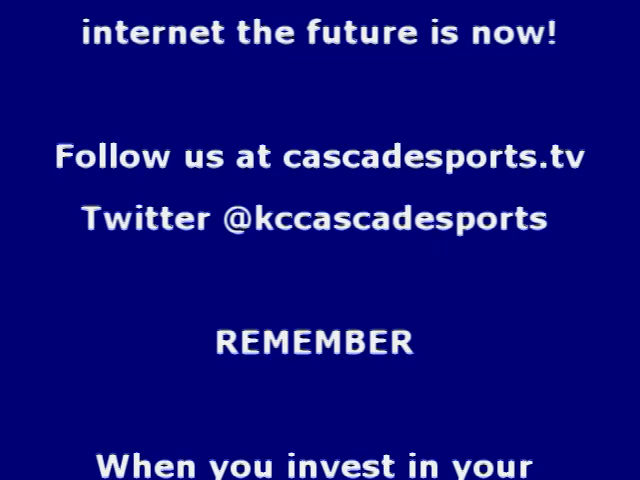 internet the future is now!
Follow us at cascadesports.tv
Twitter @kccascadesports
REMEMBER
When you invest in your